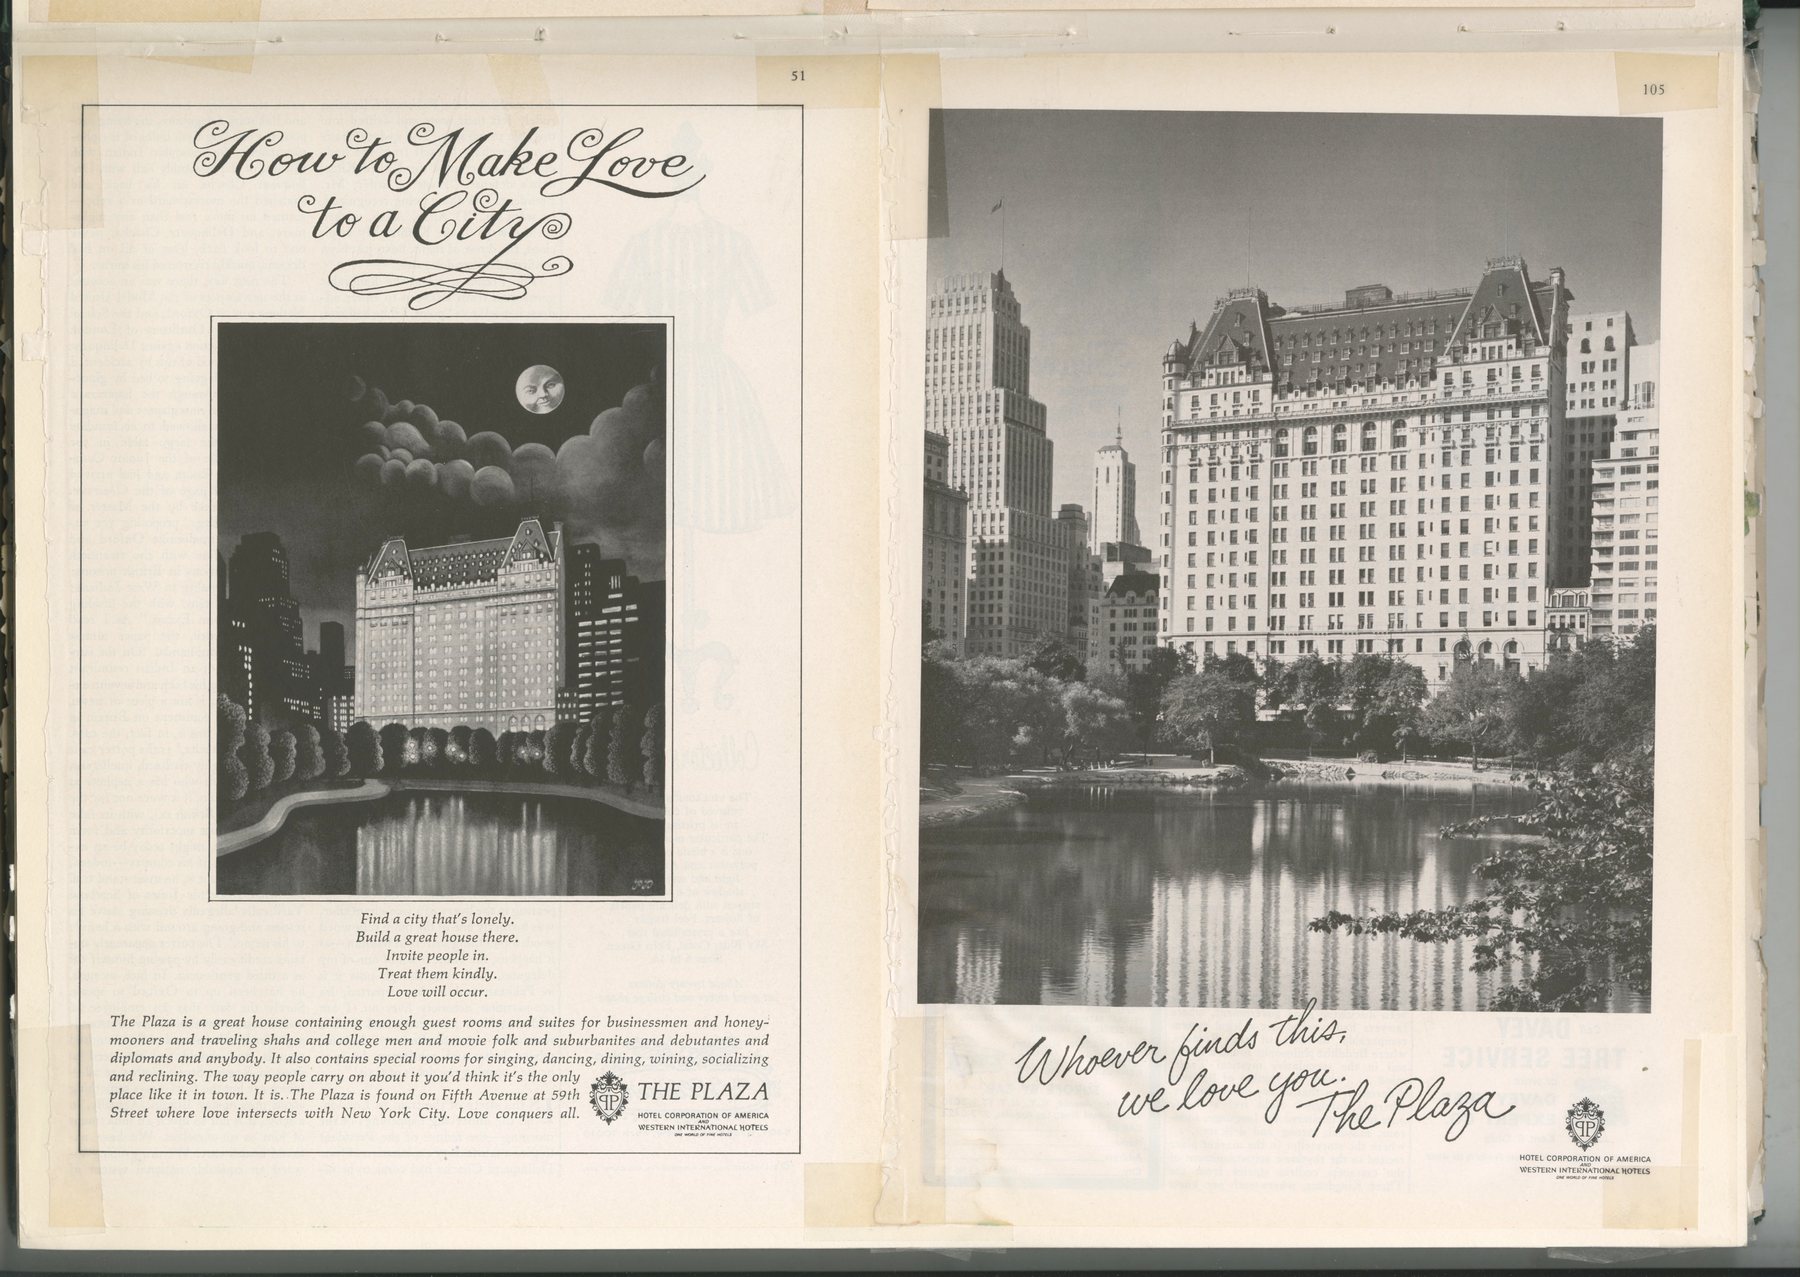 51
How to Make Love
to a City
Find a city that's lonely.
Build a great house there.
Invite people in.
Treat them kindly.
Love will occur.
The Plaza is a great house containing enough guest rooms and suites for businessmen and honey-
mooners and traveling shahs and college men and movie folk and suburbanites and debutantes and
diplomats and anybody. It also contains special rooms for singing, dancing, dining, wining, socializing
and reclining. The way people carry on about it you'd think it's the only
place like it in town. It is. The Plaza is found on Fifth Avenue at 59th
Street where love intersects with New York City. Love conquers all.
PP
THE PLAZA
HOTEL CORPORATION OF AMERICA
AND
WESTERN INTERNATIONAL HOTELS
ONE WORLD OF FINE HOTELS
105
Whoever finds this,
we love you.
The Plaza
PP
HOTEL CORPORATION OF AMERICA
AND
WESTERN INTERNATIONAL HOTELS
ONE WORLD OF FINE HOTELS